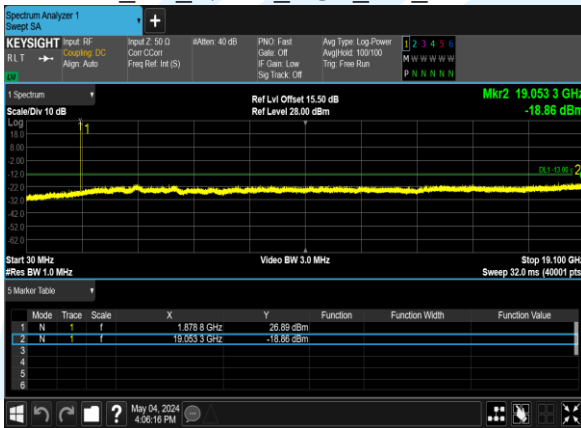 Spectrum Analyzer 1
Swept SA
KEYSIGHT Input: RF Input Z: 50 Ω #Atten: 40 dB PNO: Fast Avg Type: Log-Power 1 2 3 4 5 6
RLT Coupling: DC Corr CCorr Gate: Off Avg|Hold: 100/100 M W W W W W
Align: Auto Freq Ref: Int (S) IF Gain: Low Trig: Free Run
Sig Track: Off P N N N N N
LV
1 Spectrum Ref Lvl Offset 15.50 dB Mkr2 19.053 3 GHz
Scale/Div 10 dB Ref Level 28.00 dBm -18.86 dBm
Log
18.0
8.00
-2.00
-12.0
-22.0
-32.0
-42.0
-52.0
-62.0
1
DL1 -13.00
2
Start 30 MHz Video BW 3.0 MHz Stop 19.100 GHz
#Res BW 1.0 MHz Sweep 32.0 ms (40001 pts
5 Marker Table
Mode Trace Scale X Y Function Function Width Function Value
1 N 1 f 1.878 8 GHz 26.89 dBm
2 N 1 f 19.053 3 GHz -18.86 dBm
3
4
5
6
? May 04, 2024
4:06:16 PM